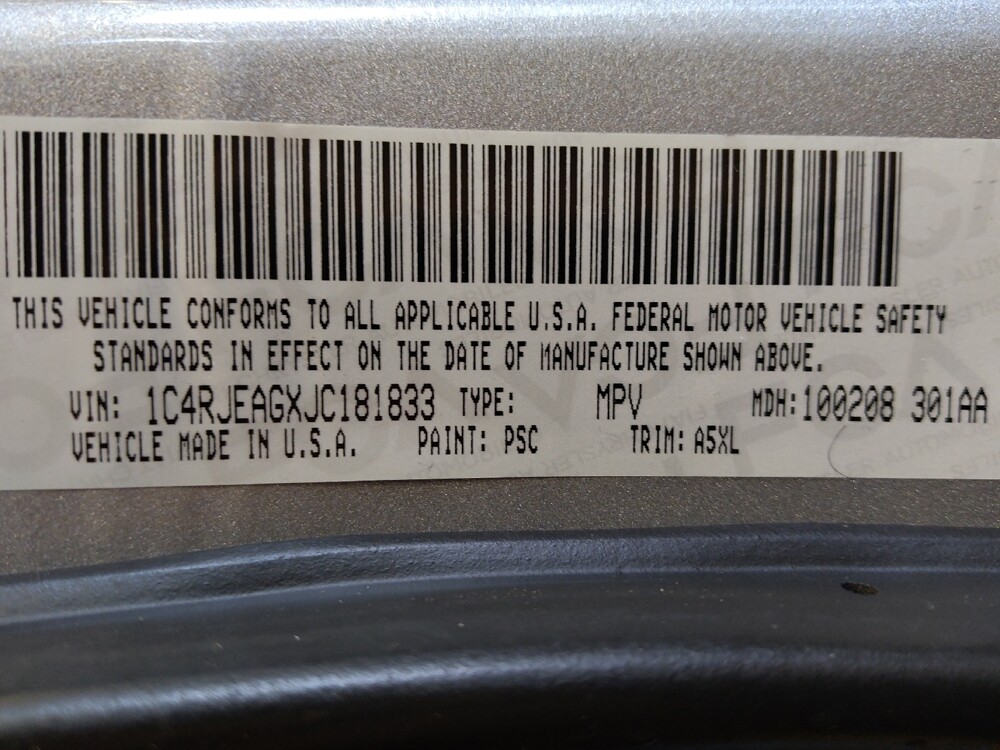 THIS VEHICLE CONFORMS TO ALL APPLICABLE U.S.A. FEDERAL MOTOR VEHICLE SAFETY
STANDARDS IN EFFECT ON THE DATE OF MANUFACTURE SHOWN ABOVE.
VIN: 1C4RJEAGXJC181833 TYPE: MPV MDH:100208 301AA
VEHICLE MADE IN U.S.A. PAINT: PSC TRIM: A5XL